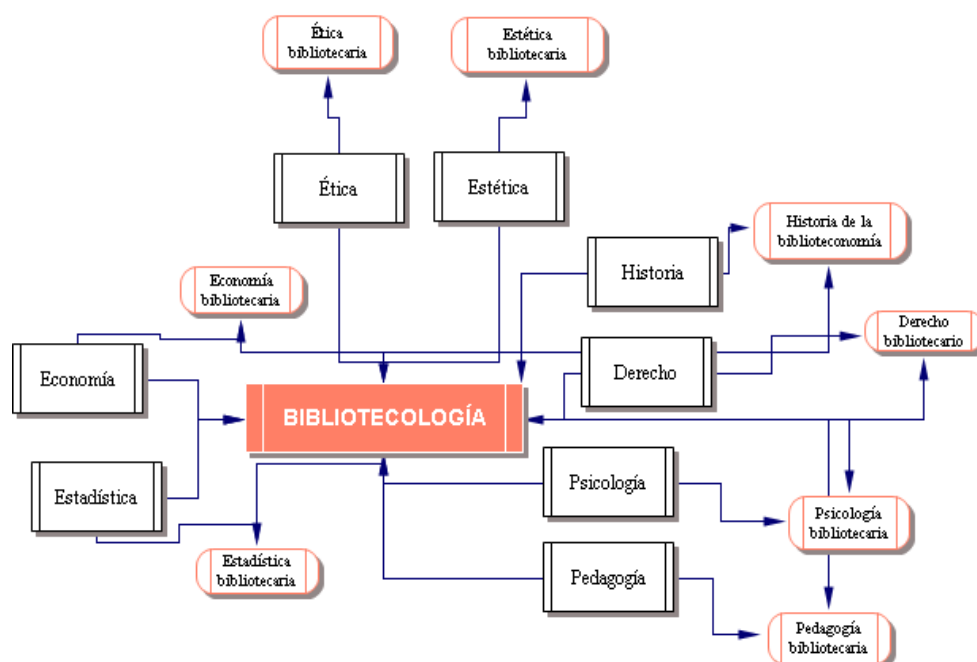 Ética
bibliotecaria
Estética
bibliotecaria
Ética
Estética
Historia de la
biblioteconomía
Historia
Economía
bibliotecaria
Derecho
bibliotecario
Economía
Derecho
BIBLIOTECOLOGÍA
Psicología
Estadística
Psicología
bibliotecaria
Estadística
bibliotecaria
Pedagogía
Pedagogía
bibliotecaria